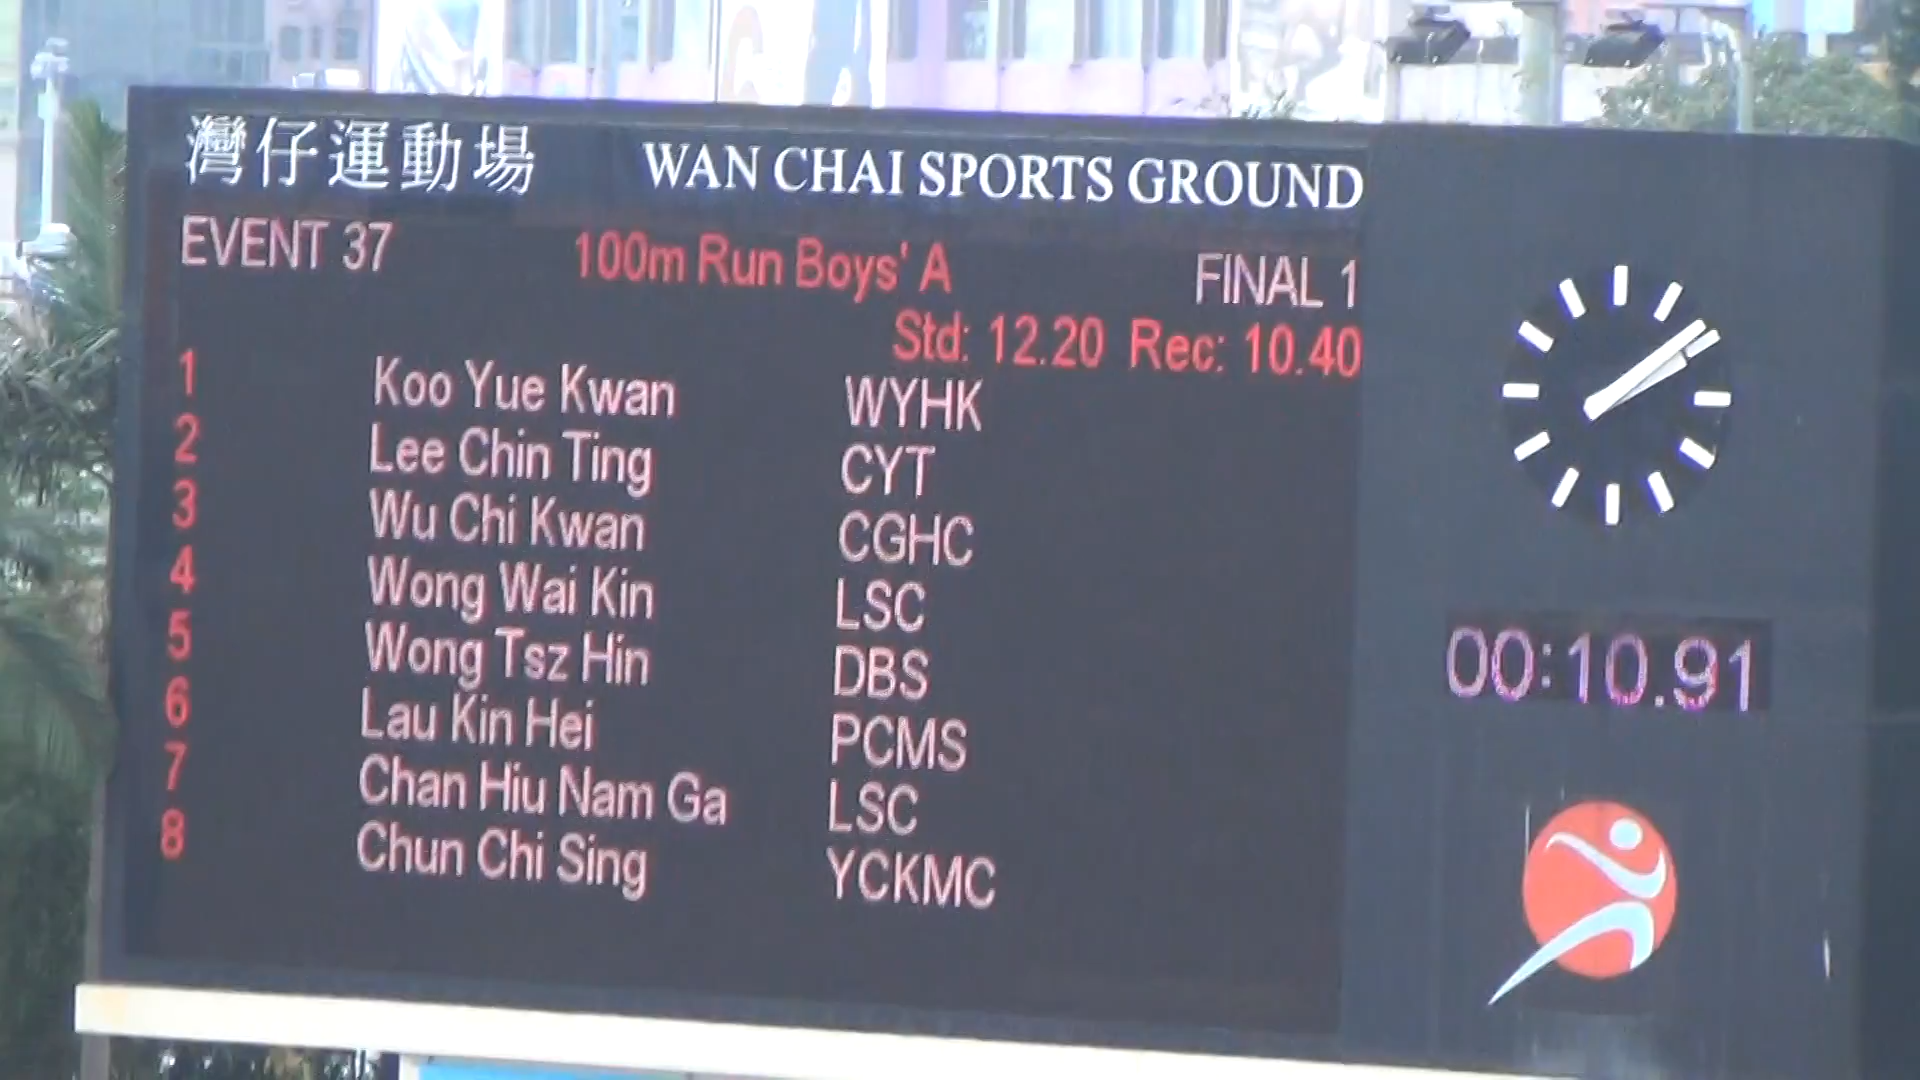 灣仔運動場 WAN CHAI SPORTS GROUND
EVENT 37 100m Run Boys' A FINAL 1
Std: 12.20 Rec: 10.40
1 Koo Yue Kwan WYHK
2 Lee Chin Ting CYT
3 Wu Chi Kwan CGHC
4 Wong Wai Kin LSC
5 Wong Tsz Hin DBS
6 Lau Kin Hei PCMS
7 Chan Hiu Nam Ga LSC
8 Chun Chi Sing YCKMC
00:10.91